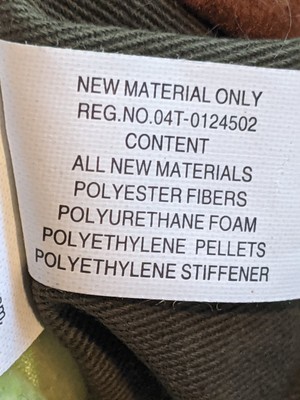 NEW MATERIAL ONLY
REG.NO.04T-0124502
CONTENT
ALL NEW MATERIALS
POLYESTER FIBERS
POLYURETHANE FOAM
POLYETHYLENE PELLETS
POLYETHYLENE STIFFENER